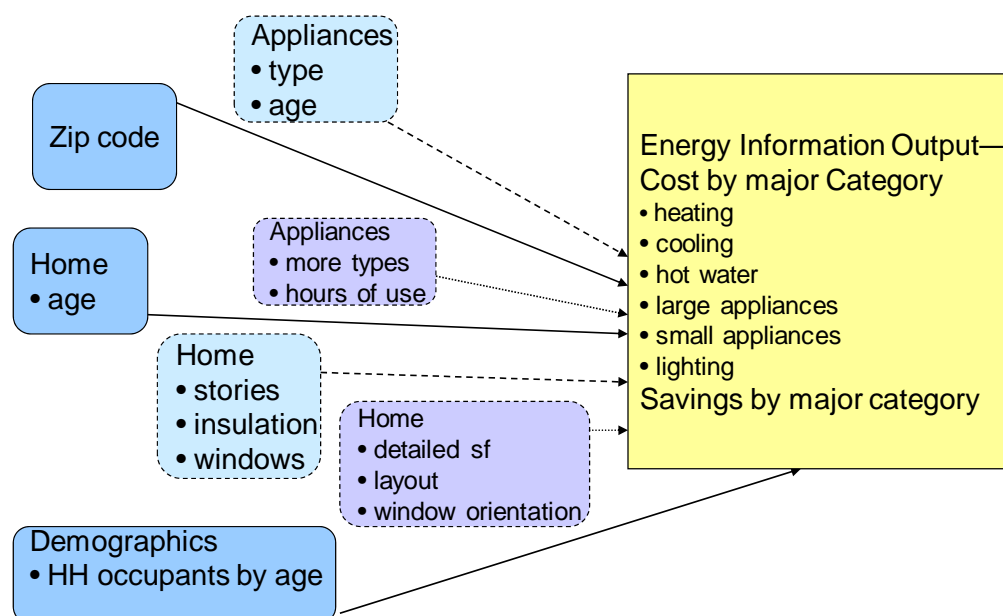 Appliances
• type
• age
Zip code
Energy Information Output—
Cost by major Category
• heating
• cooling
• hot water
• large appliances
• small appliances
• lighting
Savings by major category
Appliances
• more types
• hours of use
Home
• age
Home
• stories
• insulation
• windows
Home
• detailed sf
• layout
• window orientation
Demographics
• HH occupants by age